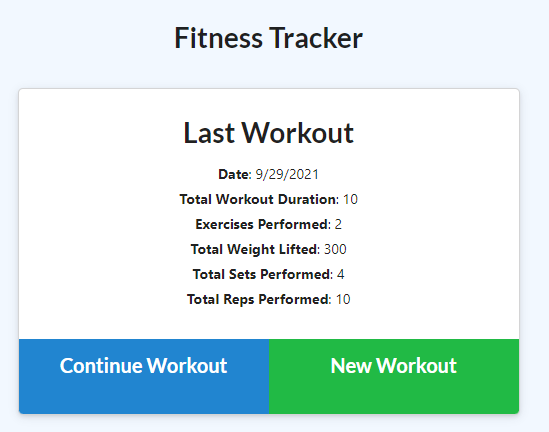 Fitness Tracker
Last Workout
Date: 9/29/2021
Total Workout Duration: 10
Exercises Performed: 2
Total Weight Lifted: 300
Total Sets Performed: 4
Total Reps Performed: 10
Continue Workout
New Workout